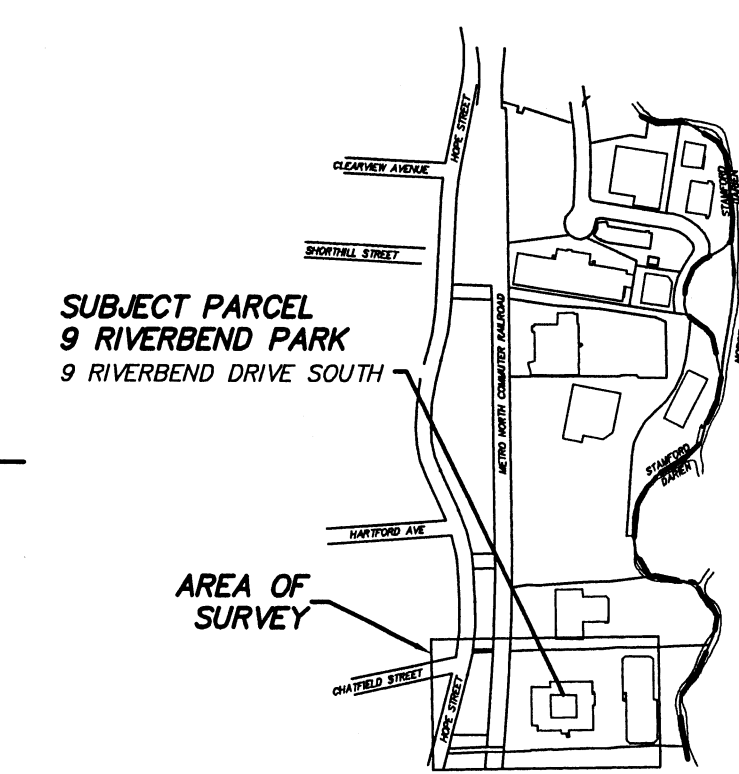 HOPE STREET
CLEARVIEW AVENUE
STAMFORD
DARIEN
SHORTHILL STREET
SUBJECT PARCEL
9 RIVERBEND PARK
9 RIVERBEND DRIVE SOUTH
METRO NORTH COMMUTER RAILROAD
STAMFORD
DARIEN
HARTFORD AVE
AREA OF
SURVEY
CHATFIELD STREET
HOPE STREET